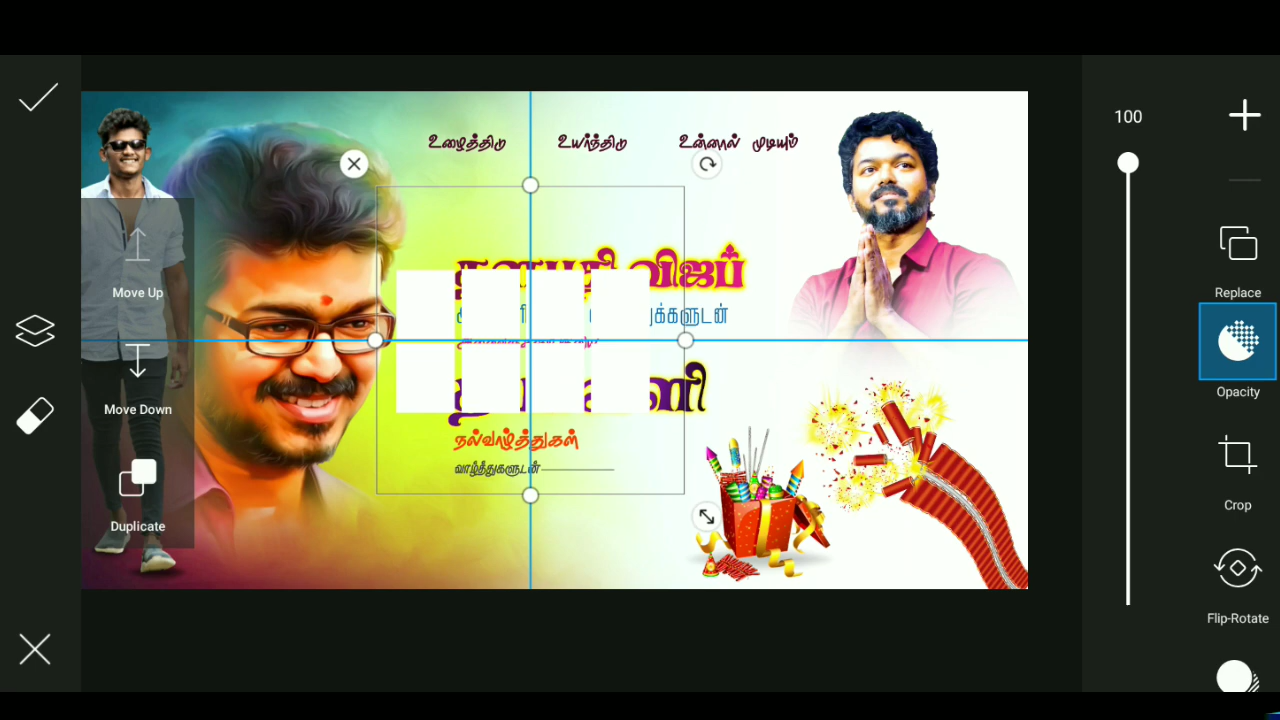 உழைத்திடு உயர்ந்திடு உன்னால் முடியும்
100
Move Up
Replace
விஜய்
Opacity
Move Down
நல்வாழ்த்துகள்
வாழ்த்துகளுடன்
Crop
Duplicate
Flip-Rotate